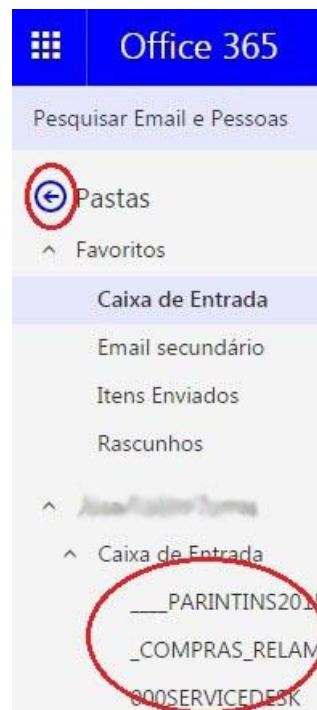 Office 365
Pesquisar Email e Pessoas
Pastas
Favoritos
Caixa de Entrada
Email secundário
Itens Enviados
Rascunhos
Caixa de Entrada
____PARINTINS201
_COMPRAS_RELAM
000SERVICEDESK